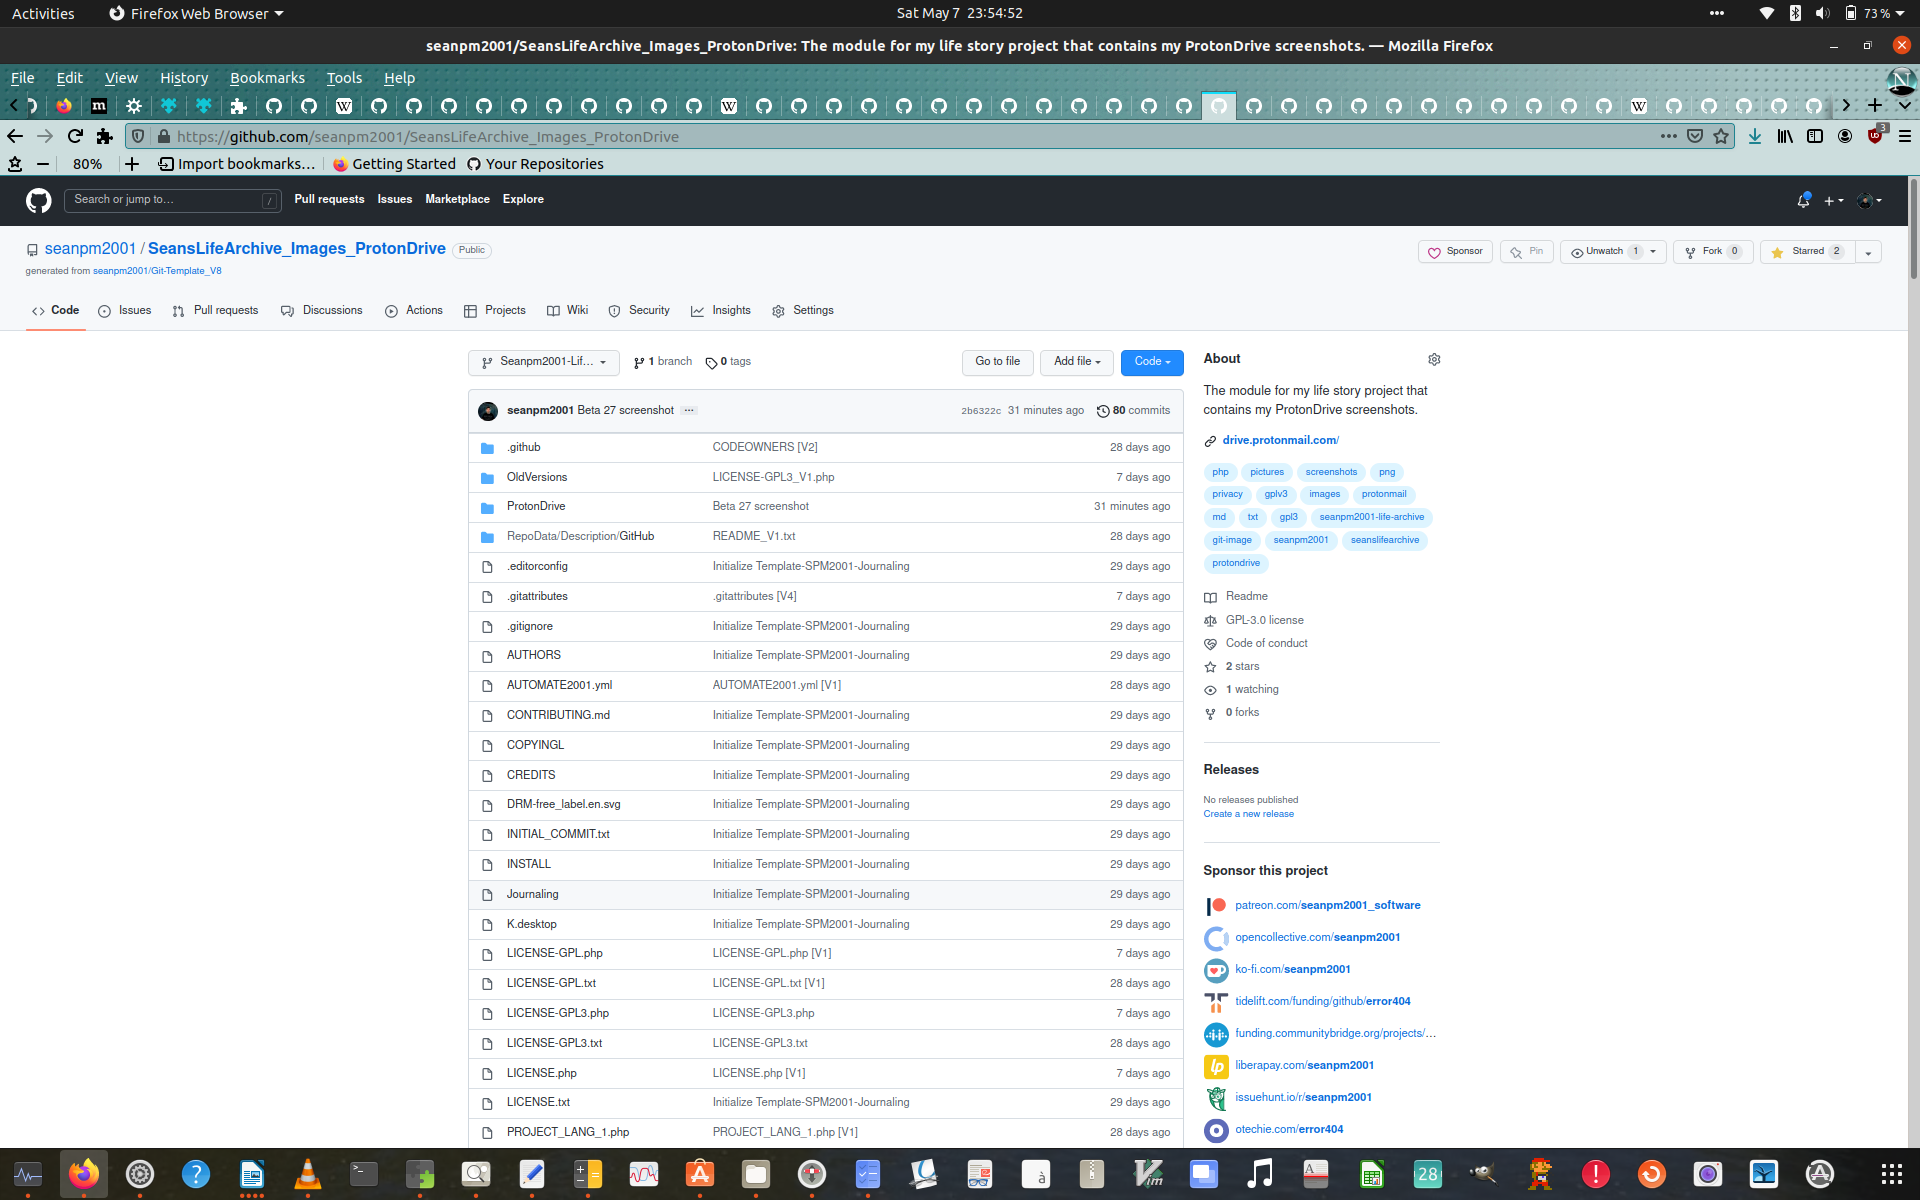 Activities Firefox Web Browser Sat May 7 23:54:52 73 %
seanpm2001/SeansLifeArchive_Images_ProtonDrive: The module for my life story project that contains my ProtonDrive screenshots. — Mozilla Firefox
File Edit View History Bookmarks Tools Help
https://github.com/seanpm2001/SeansLifeArchive_Images_ProtonDrive 3
80% Import bookmarks… Getting Started Your Repositories
Search or jump to… / Pull requests Issues Marketplace Explore
seanpm2001 / SeansLifeArchive_Images_ProtonDrive Public Sponsor Pin Unwatch 1 Fork 0 Starred 2
generated from seanpm2001/Git-Template_V8
Code Issues Pull requests Discussions Actions Projects Wiki Security Insights Settings
Seanpm2001-Lif… 1 branch 0 tags Go to file Add file Code
seanpm2001 Beta 27 screenshot … 2b6322c 31 minutes ago 80 commits
.github CODEOWNERS [V2] 28 days ago
OldVersions LICENSE-GPL3_V1.php 7 days ago
ProtonDrive Beta 27 screenshot 31 minutes ago
RepoData/Description/GitHub README_V1.txt 28 days ago
.editorconfig Initialize Template-SPM2001-Journaling 29 days ago
.gitattributes .gitattributes [V4] 7 days ago
.gitignore Initialize Template-SPM2001-Journaling 29 days ago
AUTHORS Initialize Template-SPM2001-Journaling 29 days ago
AUTOMATE2001.yml AUTOMATE2001.yml [V1] 28 days ago
CONTRIBUTING.md Initialize Template-SPM2001-Journaling 29 days ago
COPYINGL Initialize Template-SPM2001-Journaling 29 days ago
CREDITS Initialize Template-SPM2001-Journaling 29 days ago
DRM-free_label.en.svg Initialize Template-SPM2001-Journaling 29 days ago
INITIAL_COMMIT.txt Initialize Template-SPM2001-Journaling 29 days ago
INSTALL Initialize Template-SPM2001-Journaling 29 days ago
Journaling Initialize Template-SPM2001-Journaling 29 days ago
K.desktop Initialize Template-SPM2001-Journaling 29 days ago
LICENSE-GPL.php LICENSE-GPL.php [V1] 7 days ago
LICENSE-GPL.txt LICENSE-GPL.txt [V1] 28 days ago
LICENSE-GPL3.php LICENSE-GPL3.php 7 days ago
LICENSE-GPL3.txt LICENSE-GPL3.txt 28 days ago
LICENSE.php LICENSE.php [V1] 7 days ago
LICENSE.txt Initialize Template-SPM2001-Journaling 29 days ago
PROJECT_LANG_1.php PROJECT_LANG_1.php [V1] 28 days ago
About
The module for my life story project that
contains my ProtonDrive screenshots.
drive.protonmail.com/
php pictures screenshots png
privacy gplv3 images protonmail
md txt gpl3 seanpm2001-life-archive
git-image seanpm2001 seanslifearchive
protondrive
Readme
GPL-3.0 license
Code of conduct
2 stars
1 watching
0 forks
Releases
No releases published
Create a new release
Sponsor this project
patreon.com/seanpm2001_software
opencollective.com/seanpm2001
ko-fi.com/seanpm2001
tidelift.com/funding/github/error404
funding.communitybridge.org/projects/…
liberapay.com/seanpm2001
issuehunt.io/r/seanpm2001
otechie.com/error404
28